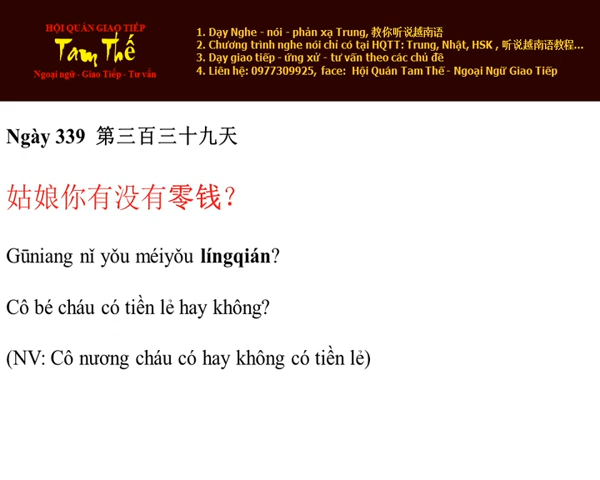 HỘI QUÁN GIAO TIẾP
Tam Thế
Ngoại ngữ - Giao Tiếp - Tư vấn
1. Dạy Nghe - nói - phản xạ Trung, 教你听说越南语
2. Chương trình nghe nói chỉ có tại HQTT: Trung, Nhật, HSK , 听说越南语教程...
3. Dạy giao tiếp - ứng xử - tư vấn theo các chủ đề
4. Liên hệ: 0977309925, face: Hội Quán Tam Thế - Ngoại Ngữ Giao Tiếp
Ngày 339 第三百三十九天
姑娘你有没有零钱?
Gūniang nǐ yǒu méiyǒu língqián?
Cô bé cháu có tiền lẻ hay không?
(NV: Cô nương cháu có hay không có tiền lẻ)